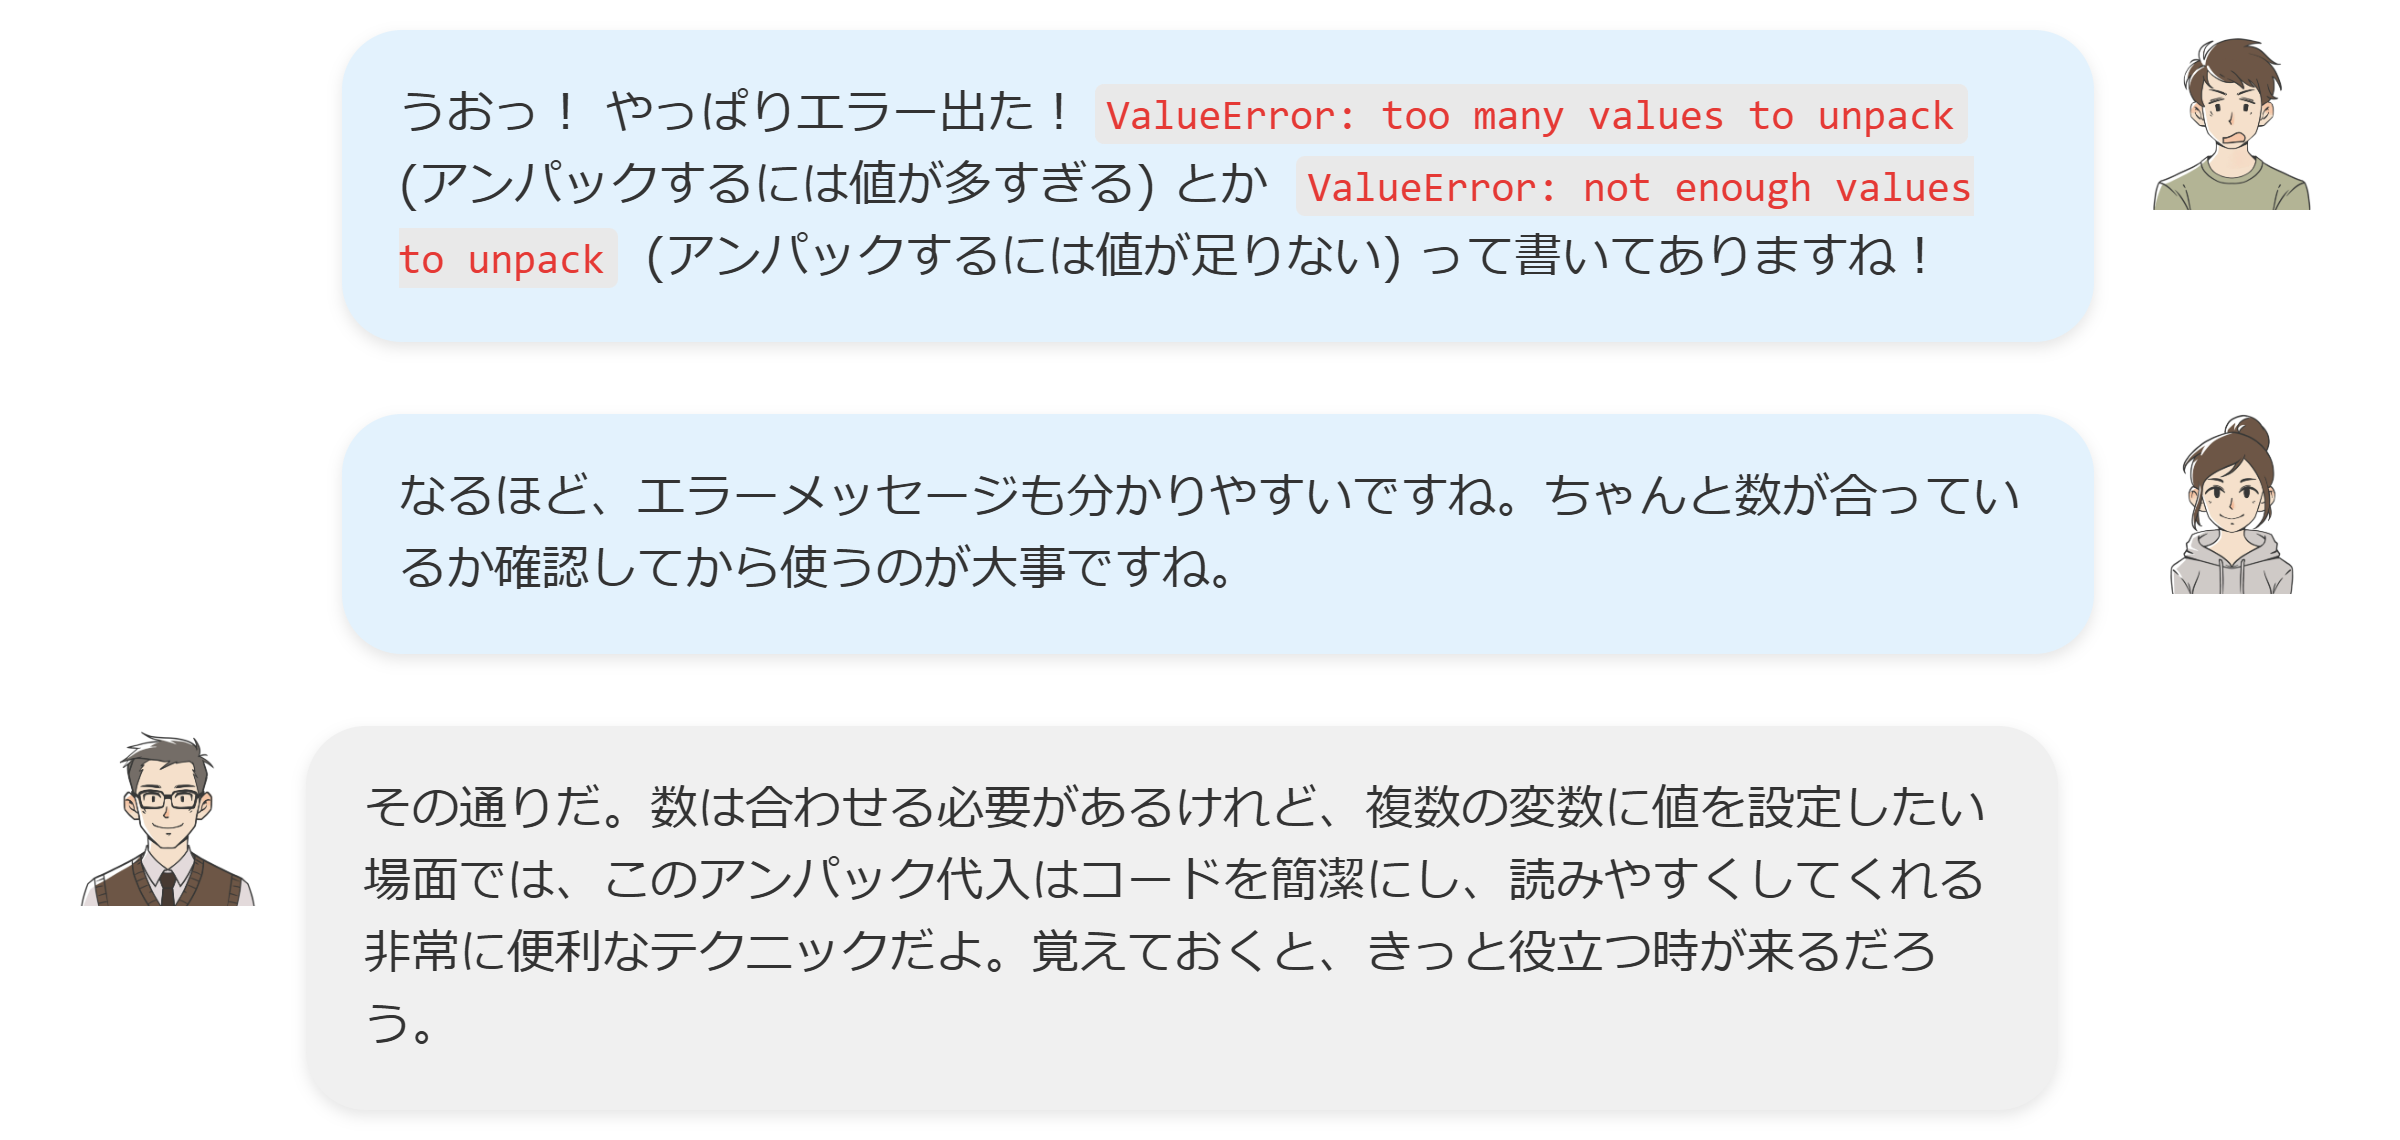 うおっ！ やっぱりエラー出た！ ValueError: too many values to unpack
(アンパックするには値が多すぎる) とか ValueError: not enough values
to unpack (アンパックするには値が足りない) って書いてありますね！
なるほど、エラーメッセージも分かりやすいですね。ちゃんと数が合ってい
るか確認してから使うのが大事ですね。
その通りだ。数は合わせる必要があるけれど、複数の変数に値を設定したい
場面では、このアンパック代入はコードを簡潔にし、読みやすくしてくれる
非常に便利なテクニックだよ。覚えておくと、きっと役立つ時が来るだろ
う。